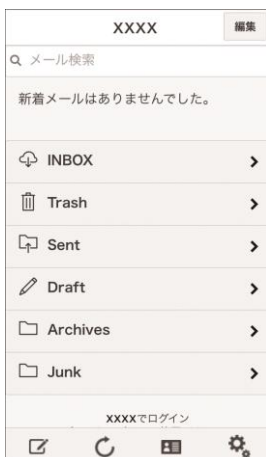 XXXX
編集
メール検索
新着メールはありませんでした。
INBOX
Trash
Sent
Draft
Archives
Junk
XXXXでログイン